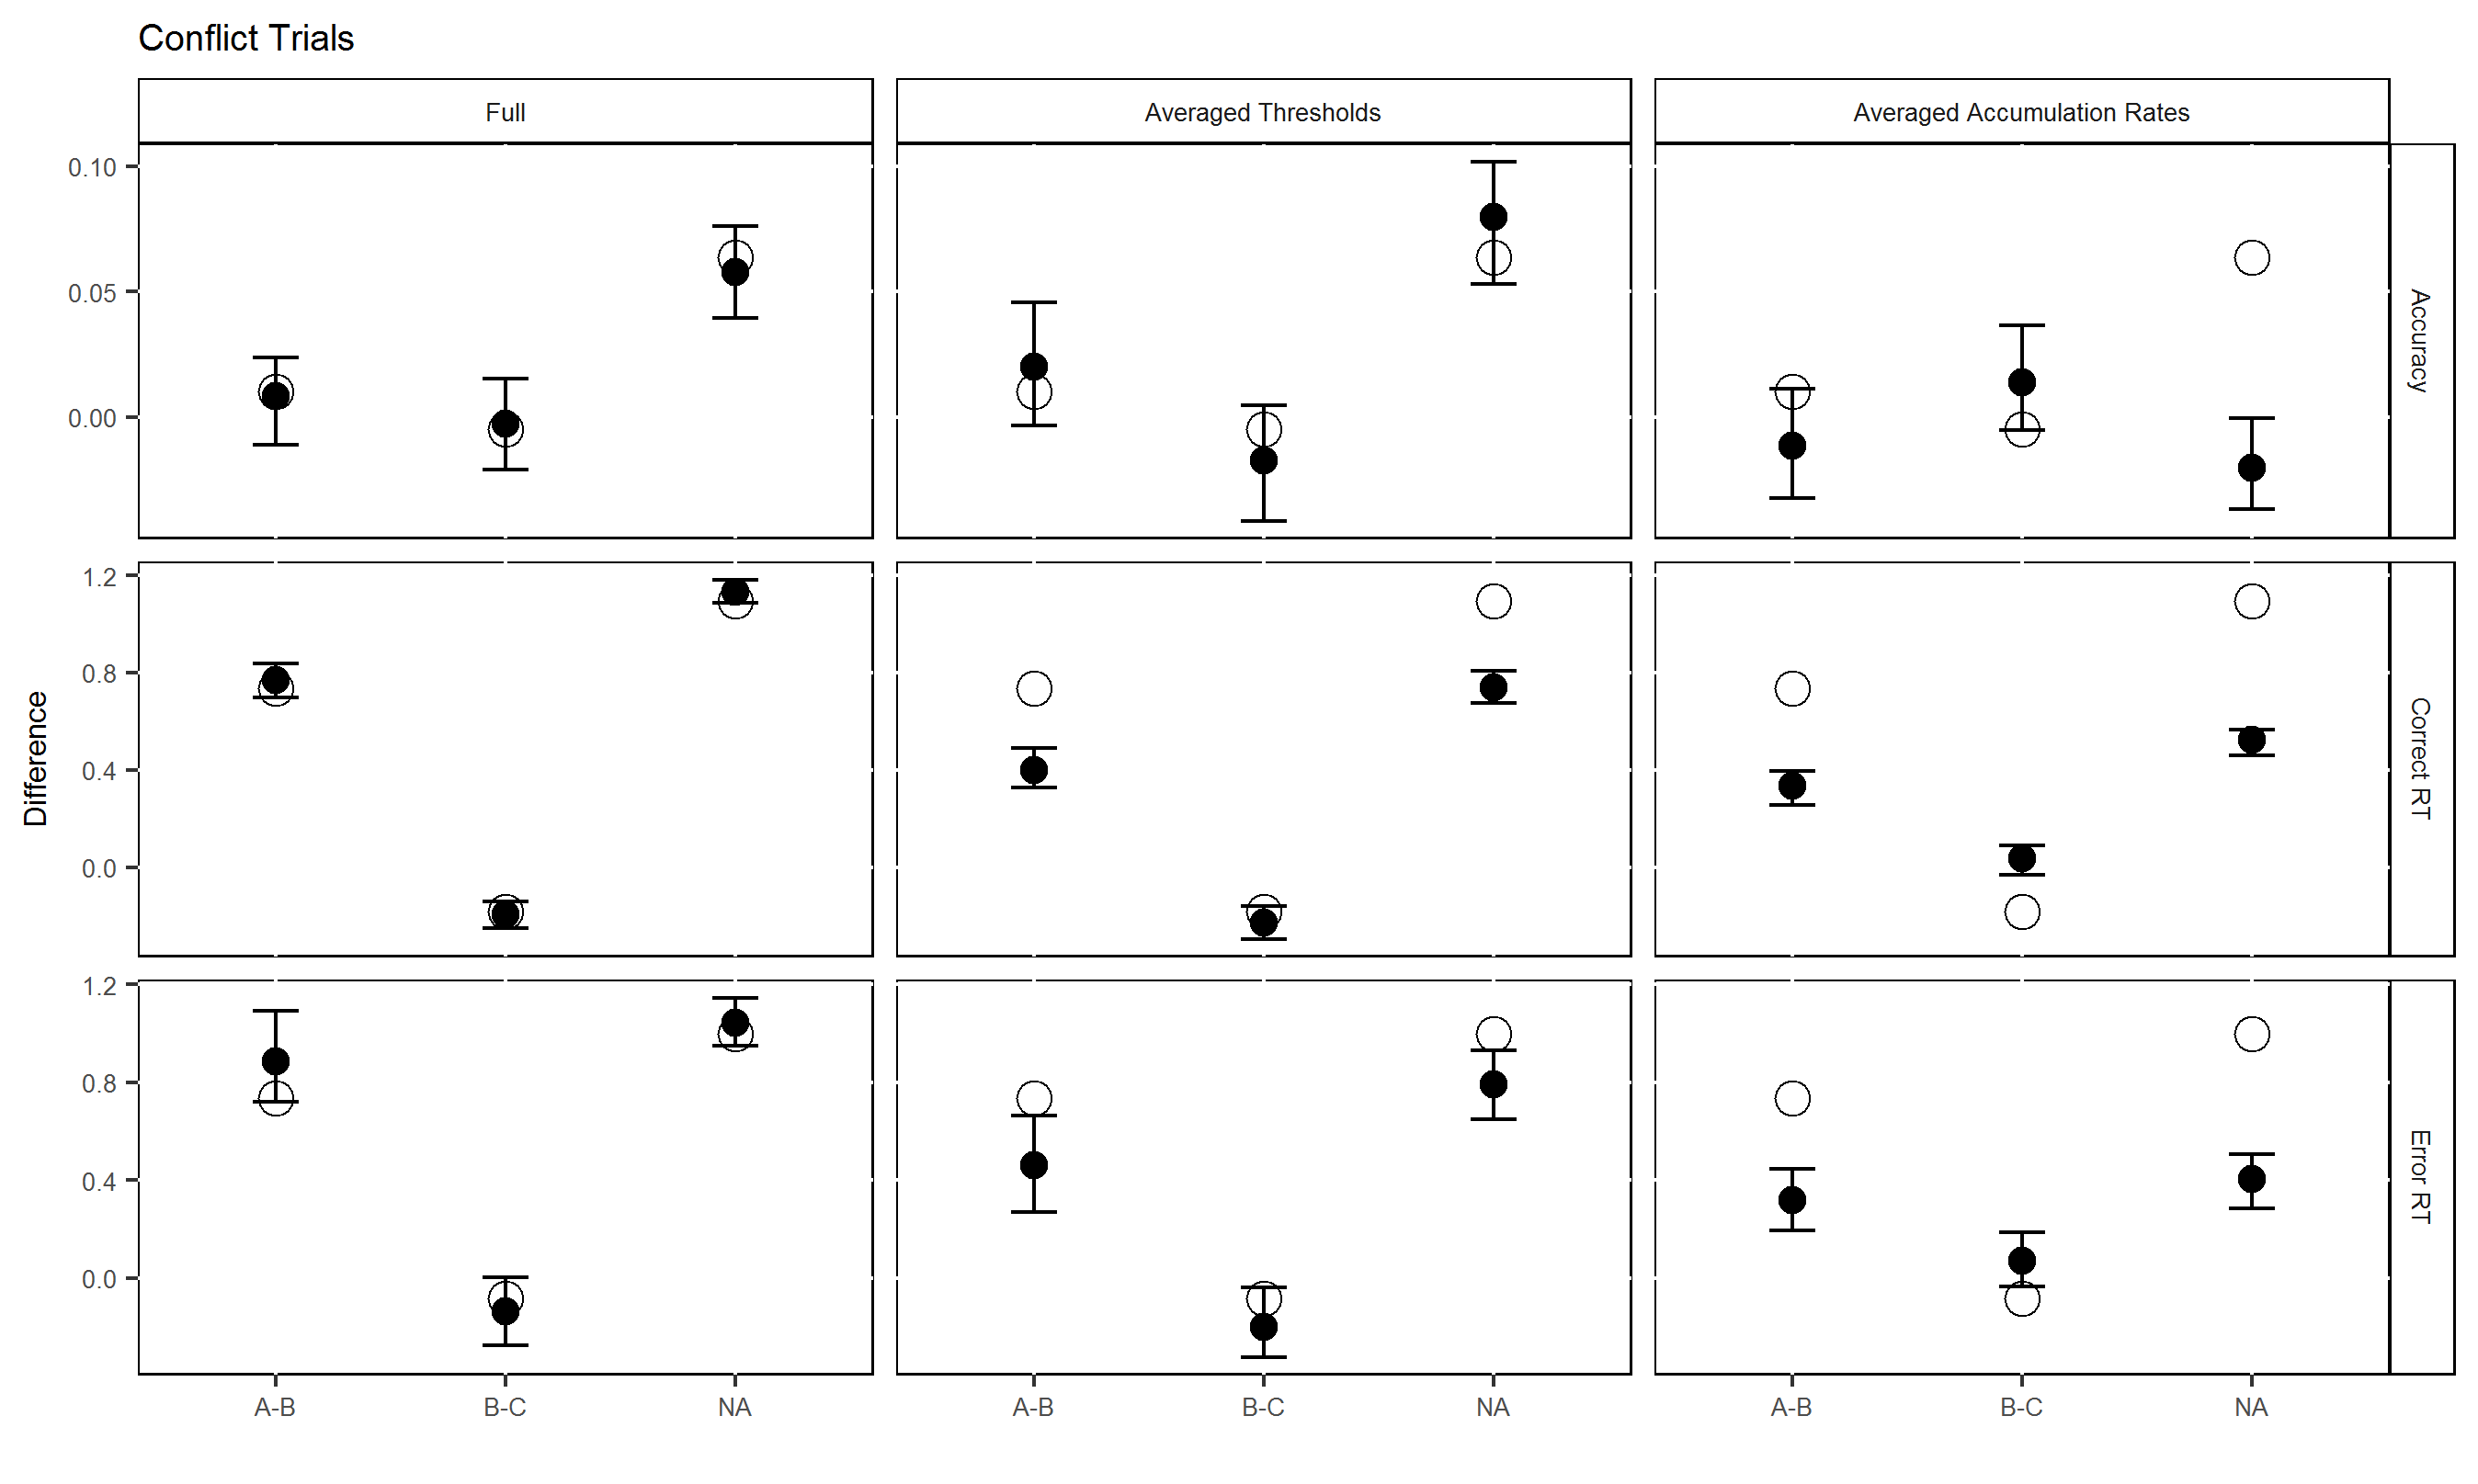 Conflict Trials
Full
Averaged Thresholds
Averaged Accumulation Rates
0.10
0.05
0.00
Accuracy
1.2
0.8
0.4
0.0
Correct RT
Difference
1.2
0.8
0.4
0.0
Error RT
A-B
B-C
NA
A-B
B-C
NA
A-B
B-C
NA